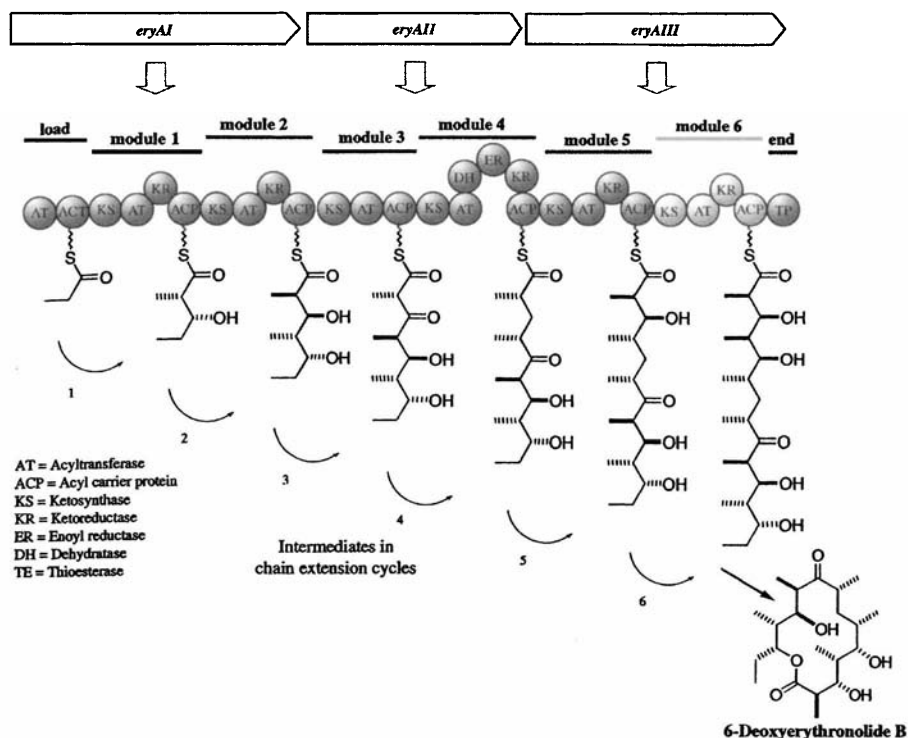 eryAI eryAII eryAIII
load module 1 module 2 module 3 module 4 module 5 module 6 end
AT ACT KS AT KR ACP KS AT KR ACP KS AT ACP KS AT DH ER KR ACP KS AT KR ACP KS AT KR ACP TP
S S S S S S S
O O O O O O O
OH OH O OH O
OH OH OH
OH
O
OH
OH
OH
OH
O
OH
OH
OH
O
OH
OH
1
2
3
4
5
6
AT = Acyltransferase
ACP = Acyl carrier protein
KS = Ketosynthase
KR = Ketoreductase
ER = Enoyl reductase
DH = Dehydratase
TE = Thioesterase
Intermediates in
chain extension cycles
O
OH
O
OH
O
OH
6-Deoxyerythronolide B